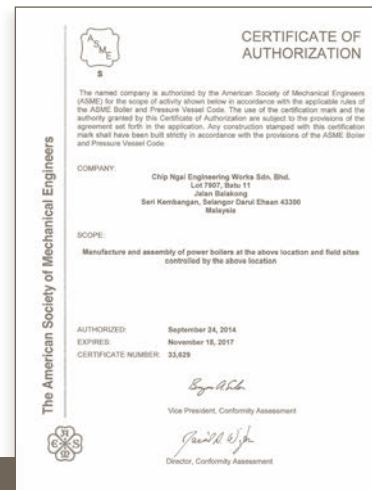 ASME
S
CERTIFICATE OF
AUTHORIZATION
The named company is authorized by the American Society of Mechanical Engineers
(ASME) for the scope of activity shown below in accordance with the applicable rules of
the ASME Boiler and Pressure Vessel Code. The use of the certification mark and the
authority granted by this Certificate of Authorization are subject to the provisions of the
agreement set forth in the application. Any construction stamped with this certification
mark shall have been built strictly in accordance with the provisions of the ASME Boiler
and Pressure Vessel Code.
COMPANY:
Chip Ngai Engineering Works Sdn. Bhd.
Lot 7907, Batu 11
Jalan Balakong
Seri Kembangan, Selangor Darul Ehsan 43300
Malaysia
SCOPE:
Manufacture and assembly of power boilers at the above location and field sites
controlled by the above location
AUTHORIZED: September 24, 2014
EXPIRES: November 18, 2017
CERTIFICATE NUMBER: 33,629
Vice President, Conformity Assessment
Director, Conformity Assessment
The American Society of Mechanical Engineers
ASME